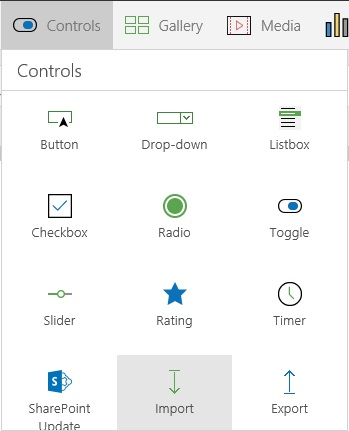 Controls Gallery Media
Controls
Button Drop-down Listbox
Checkbox Radio Toggle
Slider Rating Timer
SharePoint Import Export
Update